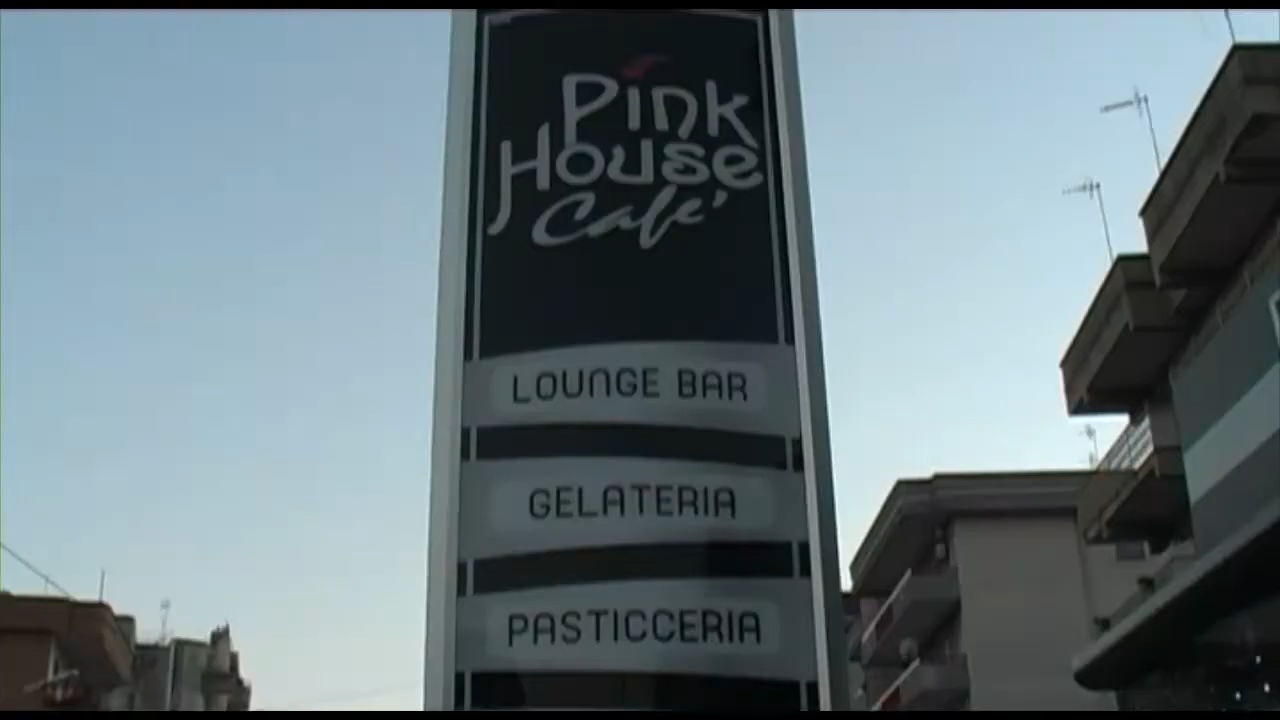 Pink
House
Cafe'
LOUNGE BAR
GELATERIA
PASTICCERIA